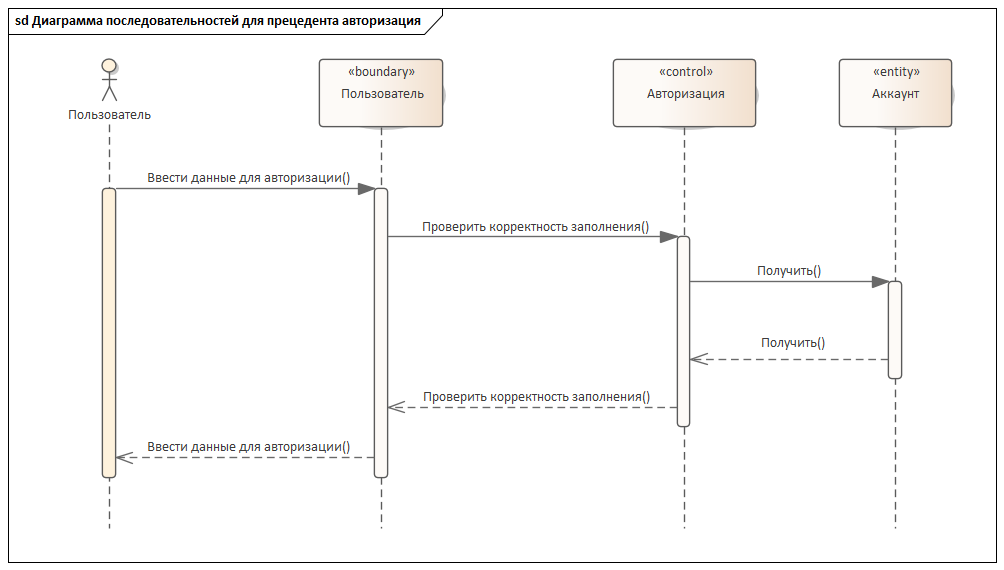 sd Диаграмма последовательностей для прецедента авторизация
Пользователь
«boundary»
Пользователь
«control»
Авторизация
«entity»
Аккаунт
Ввести данные для авторизации()
Проверить корректность заполнения()
Получить()
Получить()
Проверить корректность заполнения()
Ввести данные для авторизации()